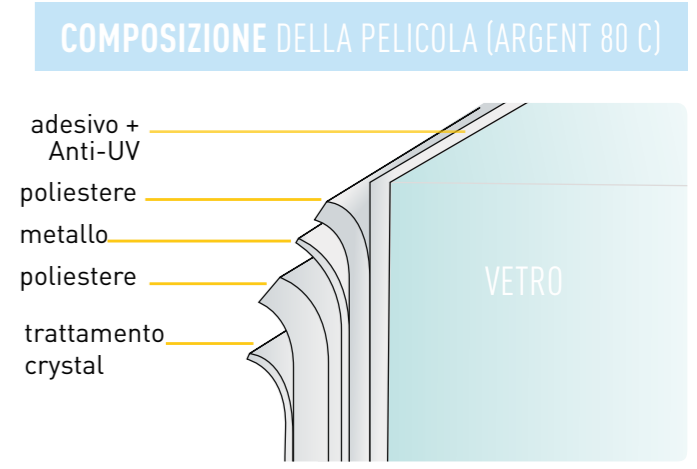 COMPOSIZIONE DELLA PELICOLA (ARGENT 80 C)
adesivo +
Anti-UV
poliestere
metallo
poliestere
trattamento
crystal
VETRO